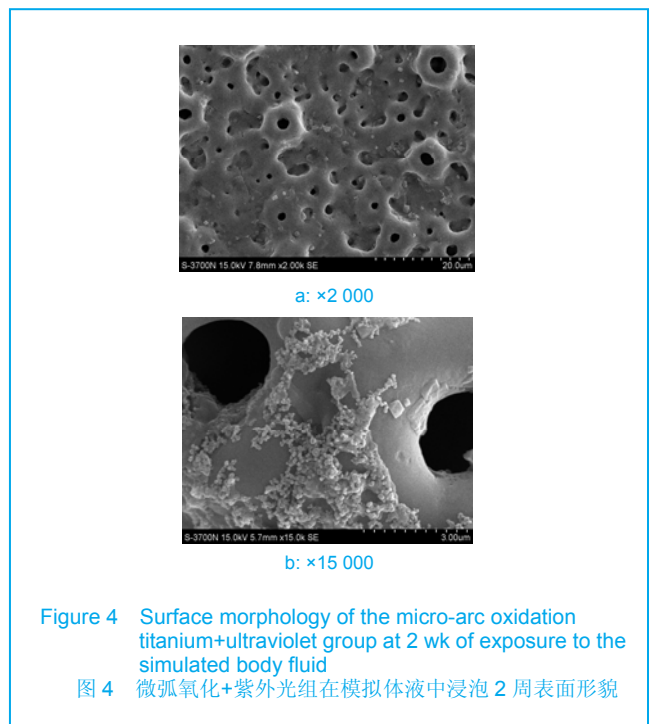 S-3700N 15.0kV 7.8mm x2.00k SE 20.0um
a: ×2 000
S-3700N 15.0kV 5.7mm x15.0k SE 3.00um
b: ×15 000
Figure 4 Surface morphology of the micro-arc oxidation
titanium+ultraviolet group at 2 wk of exposure to the
simulated body fluid
图 4 微弧氧化+紫外光组在模拟体液中浸泡 2 周表面形貌